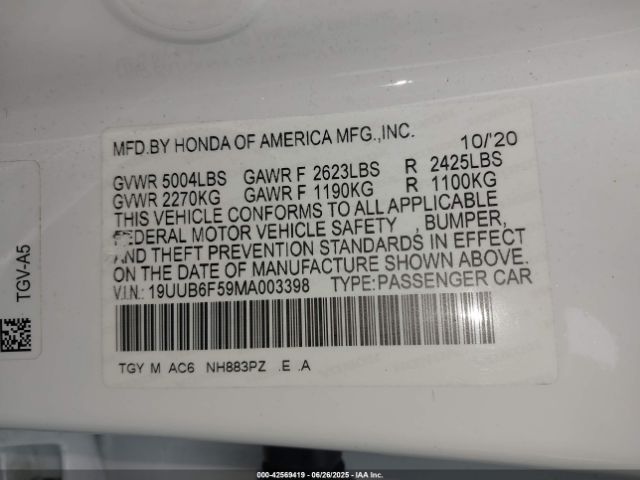 MFD.BY HONDA OF AMERICA MFG.,INC. 10/'20
GVWR 5004LBS GAWR F 2623LBS R 2425LBS
GVWR 2270KG GAWR F 1190KG R 1100KG
THIS VEHICLE CONFORMS TO ALL APPLICABLE
FEDERAL MOTOR VEHICLE SAFETY , BUMPER,
AND THEFT PREVENTION STANDARDS IN EFFECT
ON THE DATE OF MANUFACTURE SHOWN ABOVE.
V.I.N.: 19UUB6F59MA003398 TYPE:PASSENGER CAR
TGY M AC6 NH883PZ .E .A
TGV-A5
000-42569419 | 06/26/2025 - IAAI